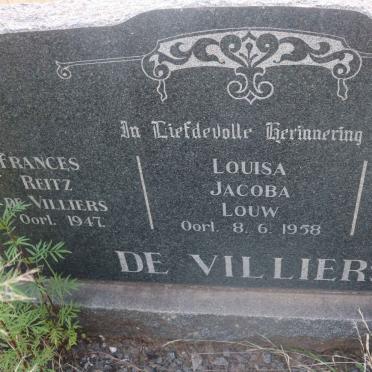 In Liefdevolle Herinnering
FRANCES
REITZ
DE VILLIERS
Oorl. 1947.
LOUISA
JACOBA
LOUW
Oorl. 8. 6. 1958
DE VILLIERS